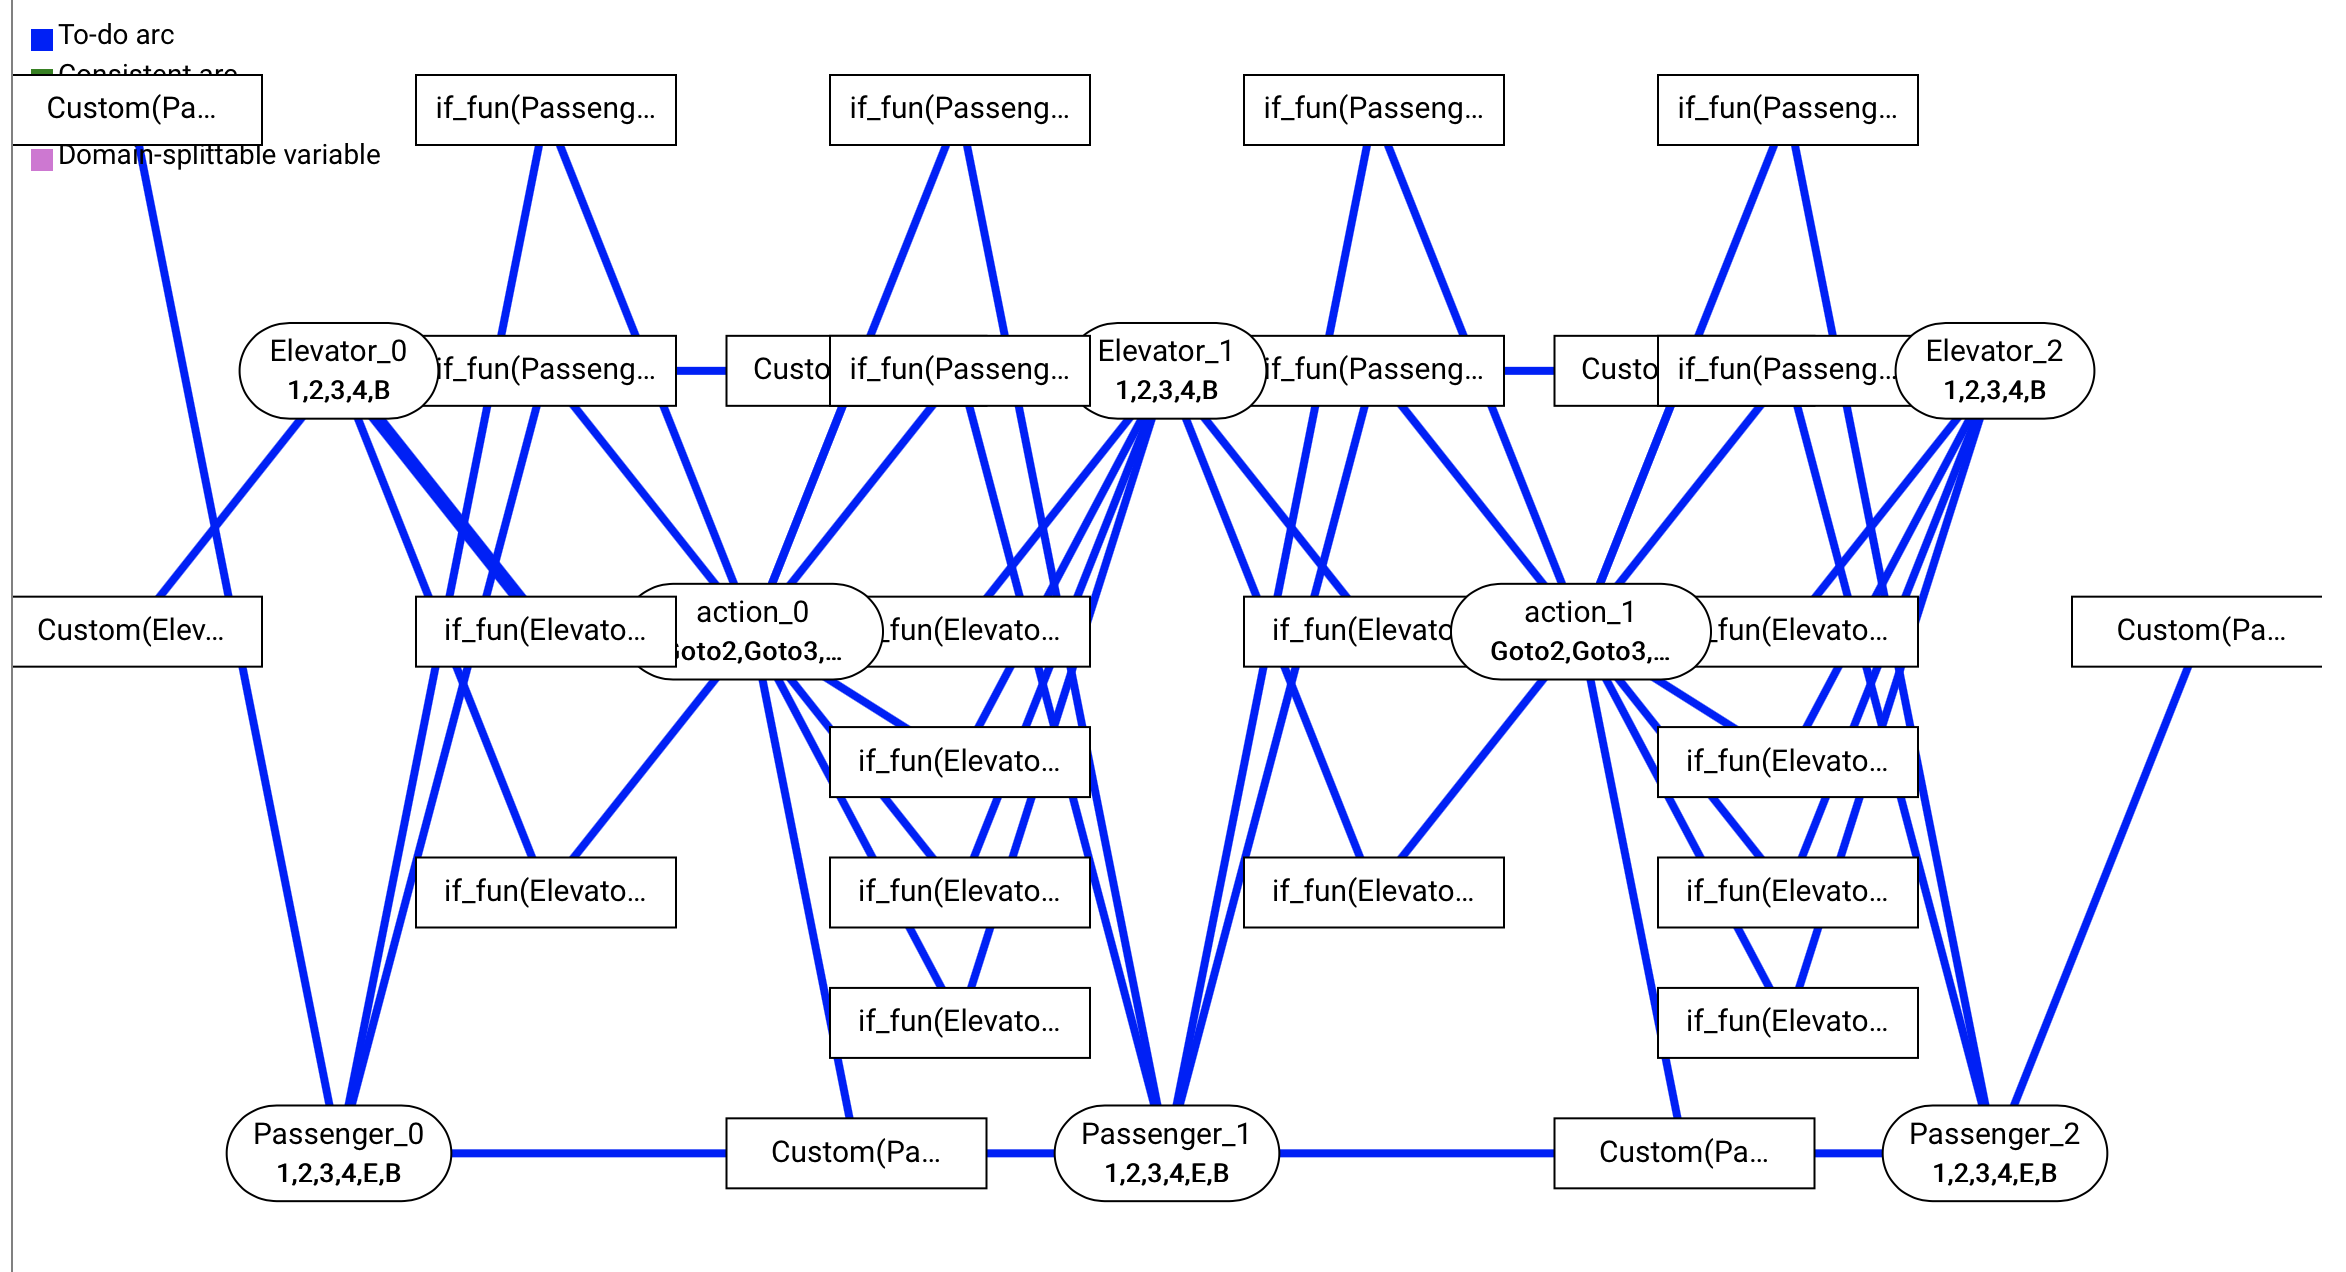 To-do arc
Consistent arc
Custom(Pa...
if_fun(Passeng...
if_fun(Passeng...
if_fun(Passeng...
if_fun(Passeng...
Domain-splittable variable
Elevator_0
1,2,3,4,B
if_fun(Passeng...
Custo
if_fun(Passeng...
Elevator_1
1,2,3,4,B
if_fun(Passeng...
Custo
if_fun(Passeng...
Elevator_2
1,2,3,4,B
Custom(Elev...
if_fun(Elevato...
action_0
Goto2,Goto3,...
_fun(Elevato...
if_fun(Elevato
action_1
Goto2,Goto3,...
_fun(Elevato...
Custom(Pa...
if_fun(Elevato...
if_fun(Elevato...
if_fun(Elevato...
if_fun(Elevato...
if_fun(Elevato...
if_fun(Elevato...
if_fun(Elevato...
if_fun(Elevato...
Passenger_0
1,2,3,4,E,B
Custom(Pa...
Passenger_1
1,2,3,4,E,B
Custom(Pa...
Passenger_2
1,2,3,4,E,B